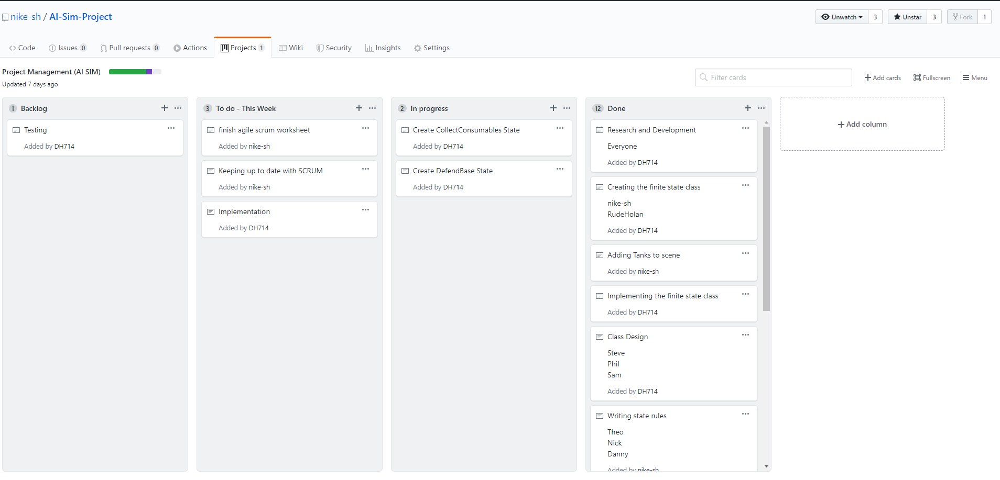 nike-sh / AI-Sim-Project
Unwatch 3 Unstar 3 Fork 1
Code Issues 0 Pull requests 0 Actions Projects 1 Wiki Security Insights Settings
Project Management (AI SIM)
Updated 7 days ago
Filter cards
Add cards Fullscreen Menu
1 Backlog
Testing
Added by DH714
3 To do - This Week
finish agile scrum worksheet
Added by nike-sh
Keeping up to date with SCRUM
Added by nike-sh
Implementation
Added by DH714
2 In progress
Create CollectConsumables State
Added by DH714
Create DefendBase State
Added by DH714
12 Done
Research and Development
Everyone
Added by DH714
Creating the finite state class
nike-sh
RudeHolan
Added by DH714
Adding Tanks to scene
Added by nike-sh
Implementing the finite state class
Added by DH714
Class Design
Steve
Phil
Sam
Added by DH714
Writing state rules
Theo
Nick
Danny
Added by nike-sh
Add column